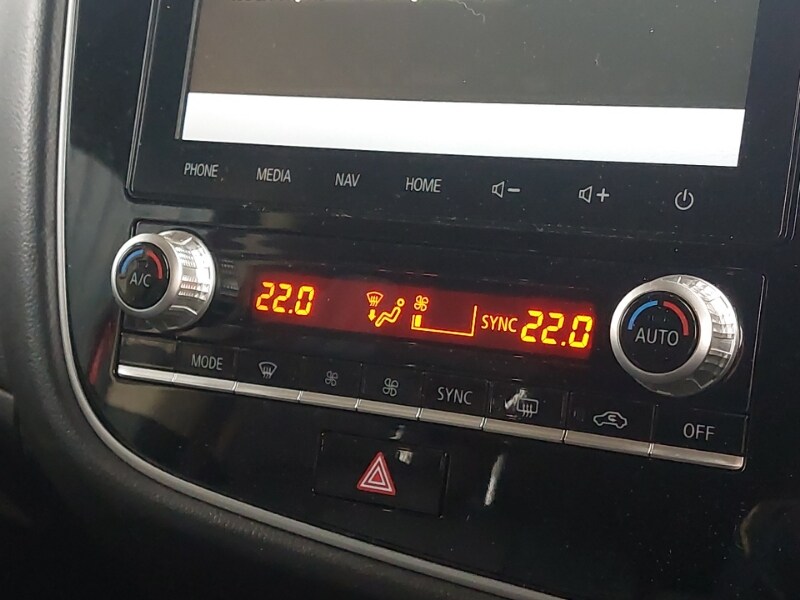 PHONE MEDIA NAV HOME
A/C 22.0 SYNC 22.0 AUTO
MODE SYNC OFF